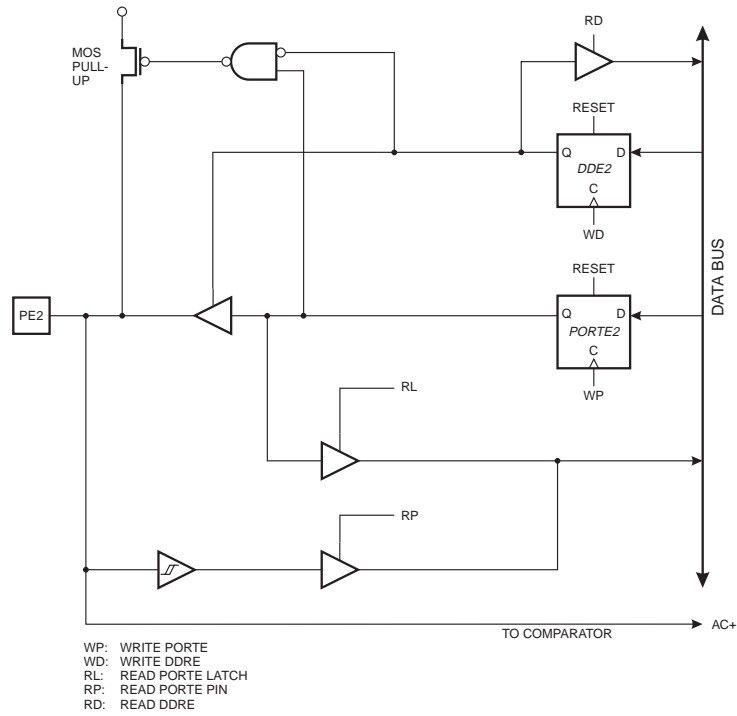 RD
MOS
PULL-
UP
RESET
Q D
DDE2
C
WD
DATA BUS
RESET
PE2
Q D
PORTE2
C
WP
RL
RP
TO COMPARATOR
AC+
WP: WRITE PORTE
WD: WRITE DDRE
RL: READ PORTE LATCH
RP: READ PORTE PIN
RD: READ DDRE